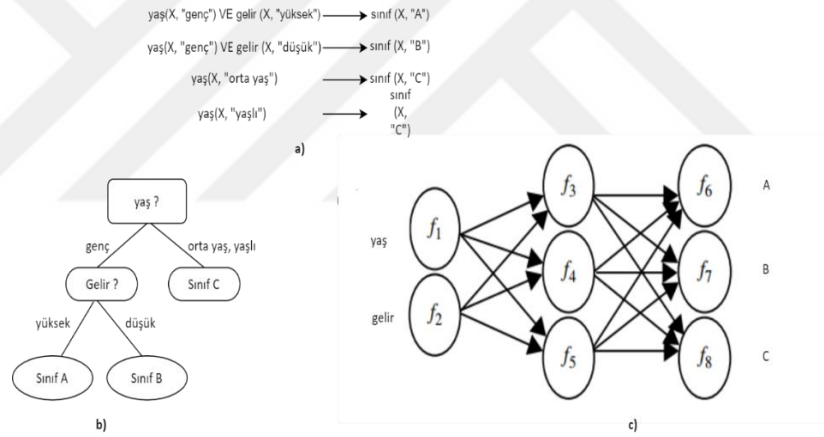 yaş(X, "genç") VE gelir (X, "yüksek") sınıf (X, "A")
yaş(X, "genç") VE gelir (X, "düşük") sınıf (X, "B")
yaş(X, "orta yaş") sınıf (X, "C")
yaş(X, "yaşlı") sınıf
(X,
"C")
a)
yaş ?
genç orta yaş, yaşlı
Gelir ? Sınıf C
yüksek düşük
Sınıf A Sınıf B
b)
f3 f6 A
yaş f1
f4 f7 B
gelir f2
f5 f8 C
c)